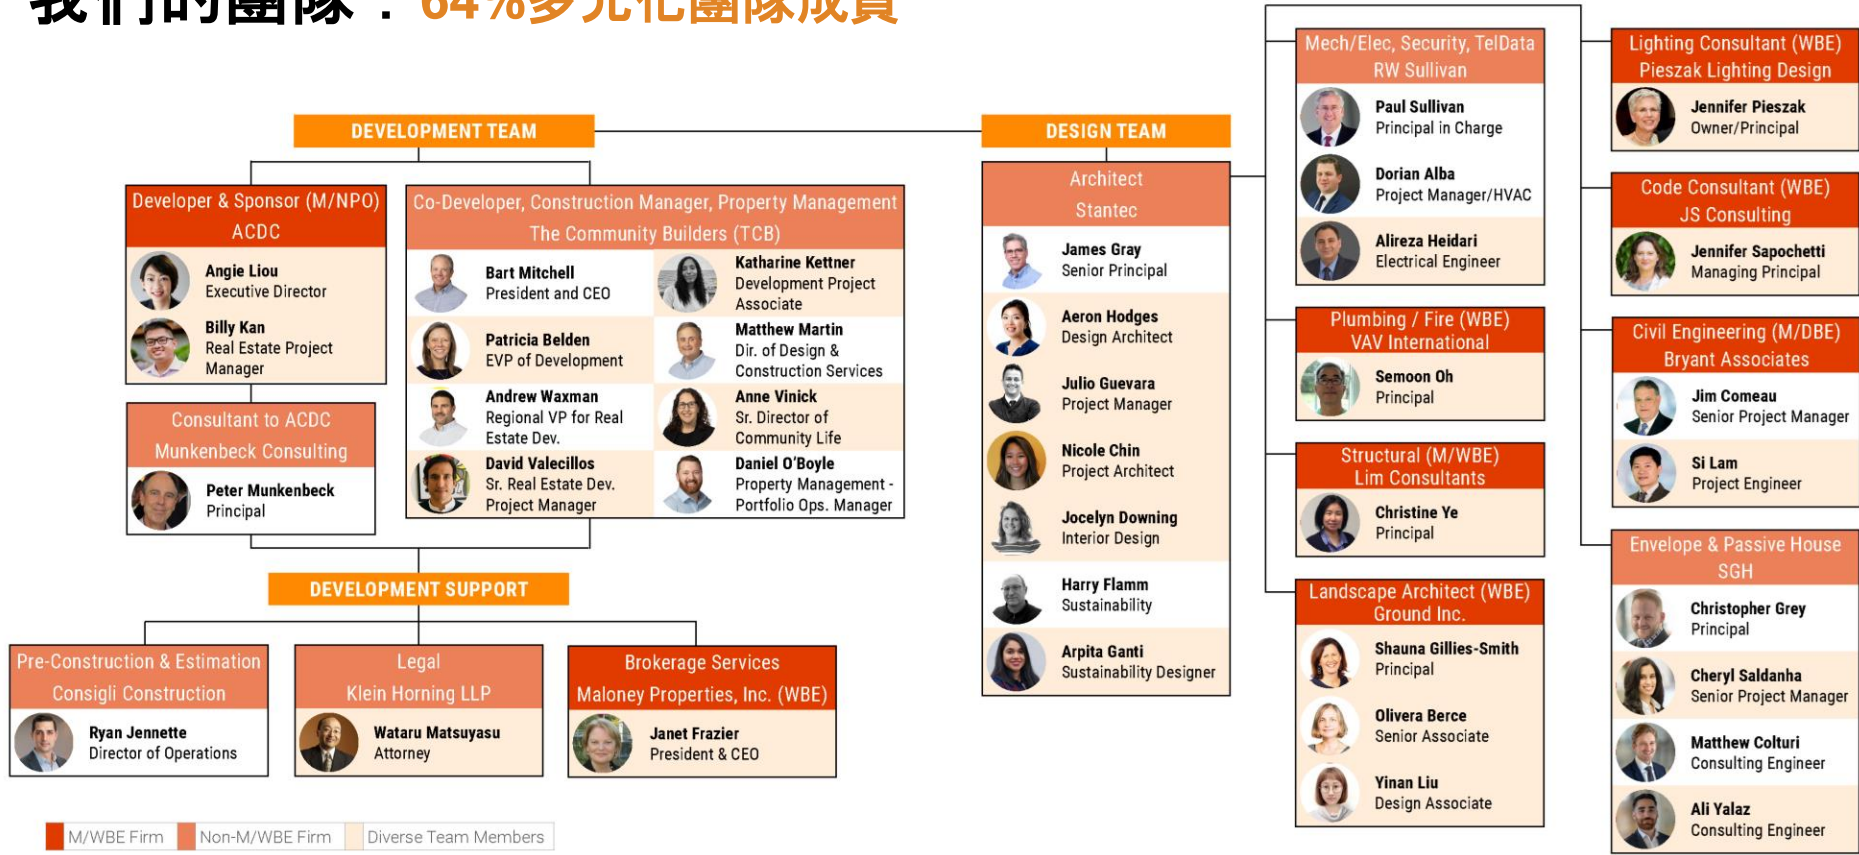 我們的團隊：64%多元化團隊成員
DEVELOPMENT TEAM
Developer & Sponsor (M/NPO)
ACDC
Angie Liou
Executive Director
Billy Kan
Real Estate Project
Manager
Consultant to ACDC
Munkenbeck Consulting
Peter Munkenbeck
Principal
Co-Developer, Construction Manager, Property Management
The Community Builders (TCB)
Bart Mitchell
President and CEO
Katharine Kettner
Development Project
Associate
Patricia Belden
EVP of Development
Matthew Martin
Dir. of Design &
Construction Services
Andrew Waxman
Regional VP for Real
Estate Dev.
Anne Vinick
Sr. Director of
Community Life
David Valecillos
Sr. Real Estate Dev.
Project Manager
Daniel O'Boyle
Property Management -
Portfolio Ops. Manager
DEVELOPMENT SUPPORT
Pre-Construction & Estimation
Consigli Construction
Ryan Jennette
Director of Operations
Legal
Klein Horning LLP
Wataru Matsuyasu
Attorney
Brokerage Services
Maloney Properties, Inc. (WBE)
Janet Frazier
President & CEO
DESIGN TEAM
Architect
Stantec
James Gray
Senior Principal
Aeron Hodges
Design Architect
Julio Guevara
Project Manager
Nicole Chin
Project Architect
Jocelyn Downing
Interior Design
Harry Flamm
Sustainability
Arpita Ganti
Sustainability Designer
Mech/Elec, Security, TelData
RW Sullivan
Paul Sullivan
Principal in Charge
Dorian Alba
Project Manager/HVAC
Alireza Heidari
Electrical Engineer
Plumbing / Fire (WBE)
VAV International
Semoon Oh
Principal
Structural (M/WBE)
Lim Consultants
Christine Ye
Principal
Landscape Architect (WBE)
Ground Inc.
Shauna Gillies-Smith
Principal
Olivera Berce
Senior Associate
Yinan Liu
Design Associate
Lighting Consultant (WBE)
Pieszak Lighting Design
Jennifer Pieszak
Owner/Principal
Code Consultant (WBE)
JS Consulting
Jennifer Sapochetti
Managing Principal
Civil Engineering (M/DBE)
Bryant Associates
Jim Comeau
Senior Project Manager
Si Lam
Project Engineer
Envelope & Passive House
SGH
Christopher Grey
Principal
Cheryl Saldanha
Senior Project Manager
Matthew Colturi
Consulting Engineer
Ali Yalaz
Consulting Engineer
M/WBE Firm
Non-M/WBE Firm
Diverse Team Members